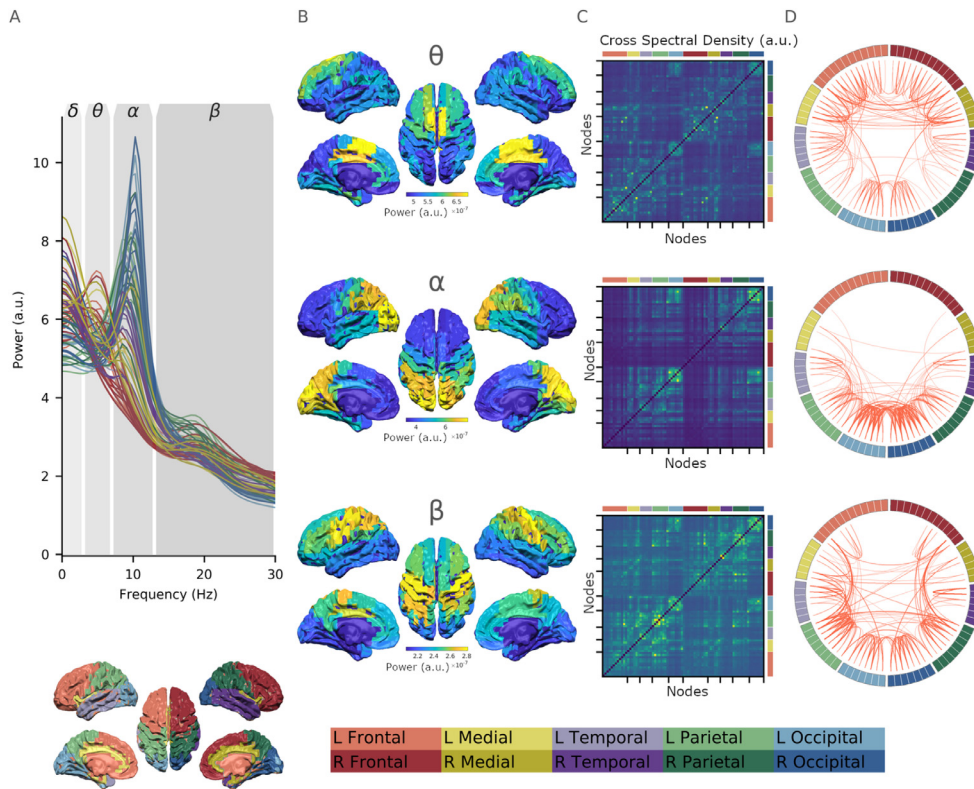 A
B
C
D
δ θ α β
10
8
6
4
2
0
Power (a.u.)
0 10 20 30
Frequency (Hz)
θ
5 5.5 6 6.5
Power (a.u.) ×10⁻⁷
α
4 6
Power (a.u.) ×10⁻⁷
β
2.2 2.4 2.6 2.8
Power (a.u.) ×10⁻⁷
Cross Spectral Density (a.u.)
Nodes
Nodes
Nodes
Nodes
Nodes
Nodes
L Frontal L Medial L Temporal L Parietal L Occipital
R Frontal R Medial R Temporal R Parietal R Occipital